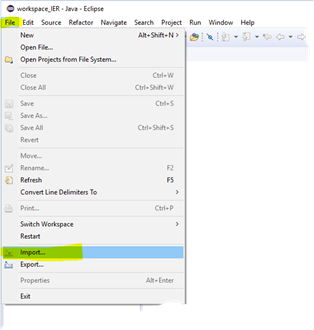 workspace_IER - Java - Eclipse
File Edit Source Refactor Navigate Search Project Run Window Help
New Alt+Shift+N
Open File...
Open Projects from File System...
Close Ctrl+W
Close All Ctrl+Shift+W
Save Ctrl+S
Save As...
Save All Ctrl+Shift+S
Revert
Move...
Rename... F2
Refresh F5
Convert Line Delimiters To
Print... Ctrl+P
Switch Workspace
Restart
Import...
Export...
Properties Alt+Enter
Exit